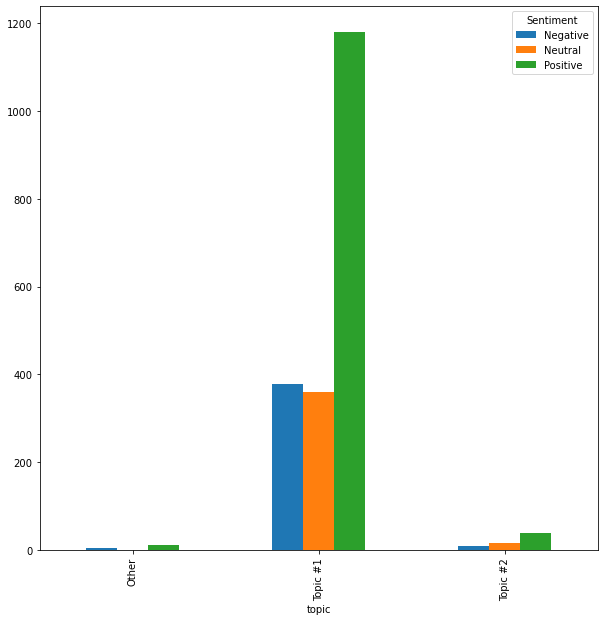 Sentiment
Negative
Neutral
Positive
1200
1000
800
600
400
200
0
Other
Topic #1
Topic #2
topic